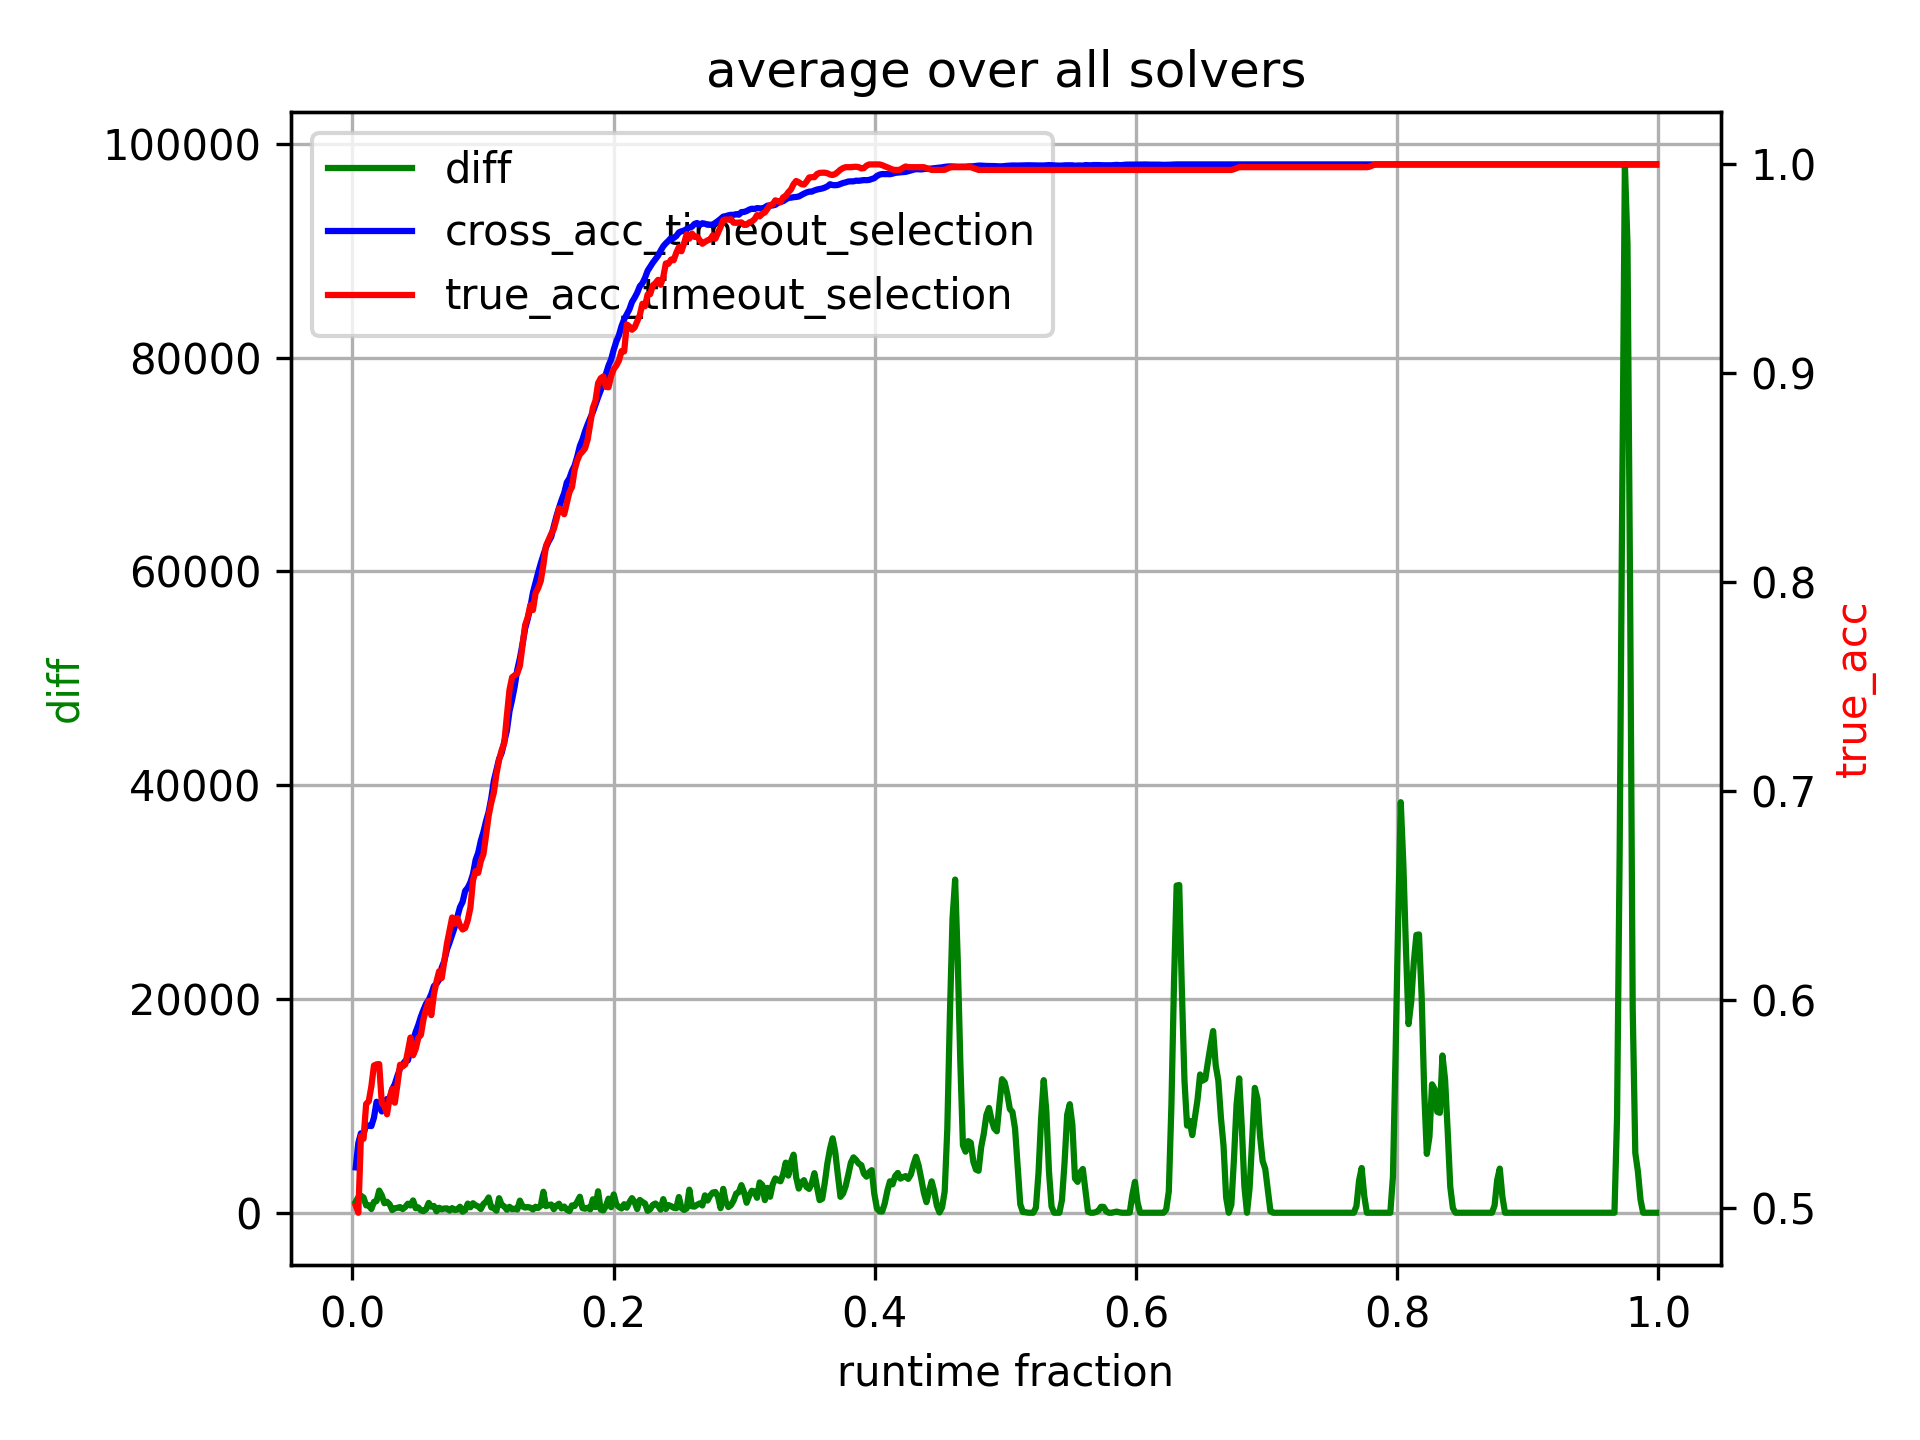 average over all solvers
100000
80000
60000
40000
20000
0
diff
diff
cross_acc_timeout_selection
true_acc_timeout_selection
1.0
0.9
0.8
0.7
0.6
0.5
true_acc
0.0 0.2 0.4 0.6 0.8 1.0
runtime fraction